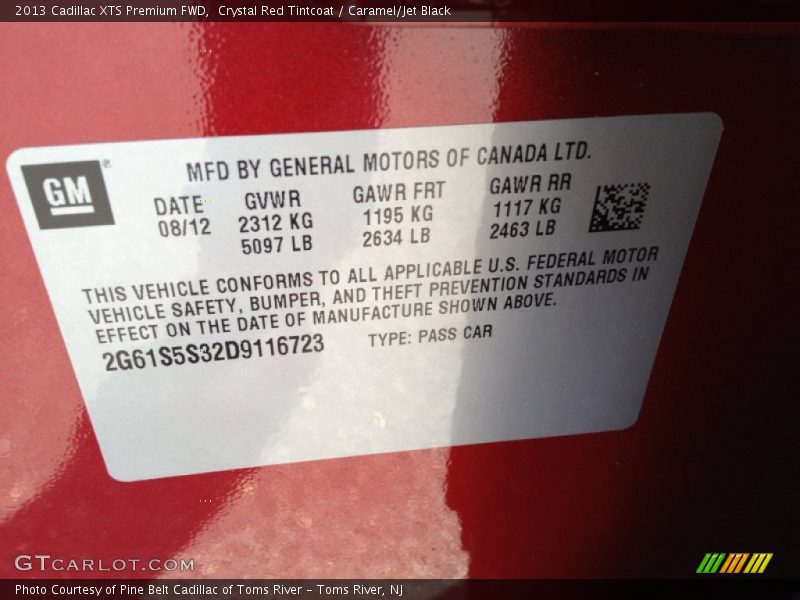 2013 Cadillac XTS Premium FWD,  Crystal Red Tintcoat / Caramel/Jet Black
GM®
MFD BY GENERAL MOTORS OF CANADA LTD.
DATE GVWR GAWR FRT GAWR RR
08/12 2312 KG 1195 KG 1117 KG
5097 LB 2634 LB 2463 LB
THIS VEHICLE CONFORMS TO ALL APPLICABLE U.S. FEDERAL MOTOR
VEHICLE SAFETY, BUMPER, AND THEFT PREVENTION STANDARDS IN
EFFECT ON THE DATE OF MANUFACTURE SHOWN ABOVE.
2G61S5S32D9116723 TYPE: PASS CAR
GTCARLOT.COM
Photo Courtesy of Pine Belt Cadillac of Toms River – Toms River, NJ